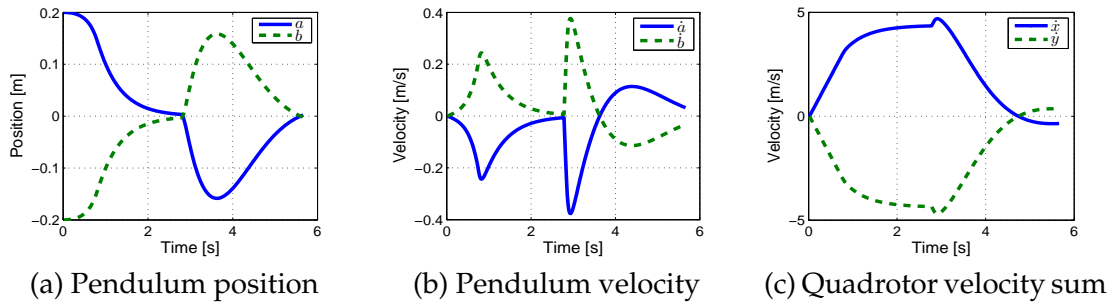 0.2
0.1
0
−0.1
−0.2
Position [m]
0
2
4
6
Time [s]
a
b
(a) Pendulum position
0.4
0.2
0
−0.2
−0.4
Velocity [m/s]
0
2
4
6
Time [s]
ȧ
ḃ
(b) Pendulum velocity
5
0
−5
Velocity [m/s]
0
2
4
6
Time [s]
ẋ
ẏ
(c) Quadrotor velocity sum